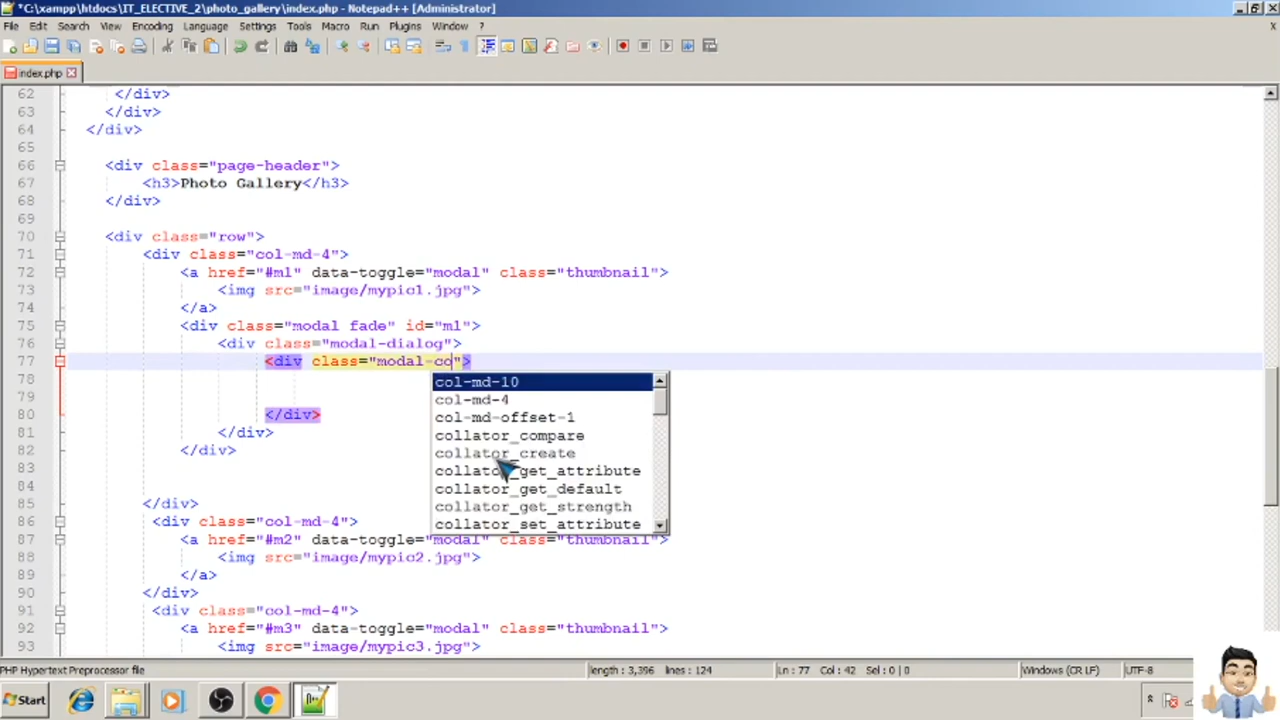 *C:\xampp\htdocs\IT_ELECTIVE_2\photo_gallery\index.php - Notepad++ [Administrator]
File Edit Search View Encoding Language Settings Tools Macro Run Plugins Window ? X
index.php
62 </div>
63 </div>
64 </div>
65
66 <div class="page-header">
67 <h3>Photo Gallery</h3>
68 </div>
69
70 <div class="row">
71 <div class="col-md-4">
72 <a href="#m1" data-toggle="modal" class="thumbnail">
73 <img src="image/mypic1.jpg">
74 </a>
75 <div class="modal fade" id="m1">
76 <div class="modal-dialog">
77 <div class="modal-co">
78 col-md-10
col-md-4
79 col-md-offset-1
80 </div> collator_compare
81 </div> collator_create
82 </div> collator_get_attribute
83 collator_get_default
84 collator_get_strength
85 </div> collator_set_attribute
86 <div class="col-md-4">
87 <a href="#m2" data-toggle="modal" class="thumbnail">
88 <img src="image/mypic2.jpg">
89 </a>
90 </div>
91 <div class="col-md-4">
92 <a href="#m3" data-toggle="modal" class="thumbnail">
93 <img src="image/mypic3.jpg">
PHP Hypertext Preprocessor file length : 3,396 lines : 124 Ln : 77 Col : 42 Sel : 0 | 0 Windows (CR LF) UTF-8
Start